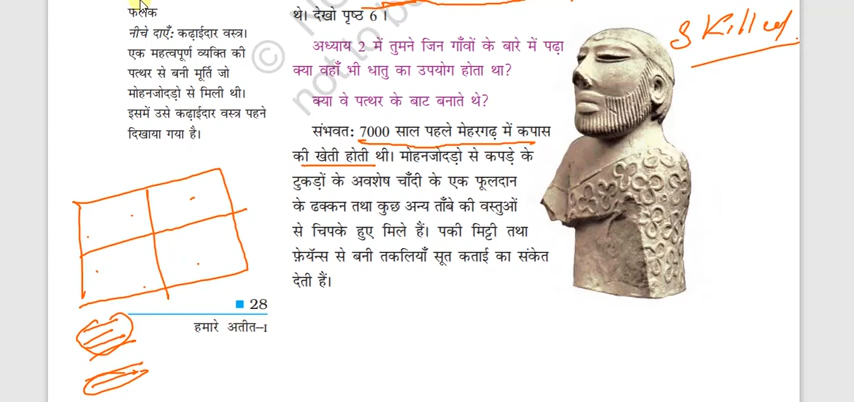 फलक
नीचे दाएँ: कढ़ाईदार वस्त्र।
एक महत्वपूर्ण व्यक्ति की
पत्थर से बनी मूर्ति जो
मोहनजोदड़ो से मिली थी।
इसमें उसे कढ़ाईदार वस्त्र पहने
दिखाया गया है।
28
हमारे अतीत–I
थे। देखो पृष्ठ 6।
अध्याय 2 में तुमने जिन गाँवों के बारे में पढ़ा
क्या वहाँ भी धातु का उपयोग होता था?
क्या वे पत्थर के बाट बनाते थे?
संभवत: 7000 साल पहले मेहरगढ़ में कपास
की खेती होती थी। मोहनजोदड़ो से कपड़े के
टुकड़ों के अवशेष चाँदी के एक फूलदान
के ढक्कन तथा कुछ अन्य ताँबे की वस्तुओं
से चिपके हुए मिले हैं। पकी मिट्टी तथा
फ़ेयॅन्स से बनी तकलियाँ सूत कताई का संकेत
देती हैं।
©
not to b
Skilled